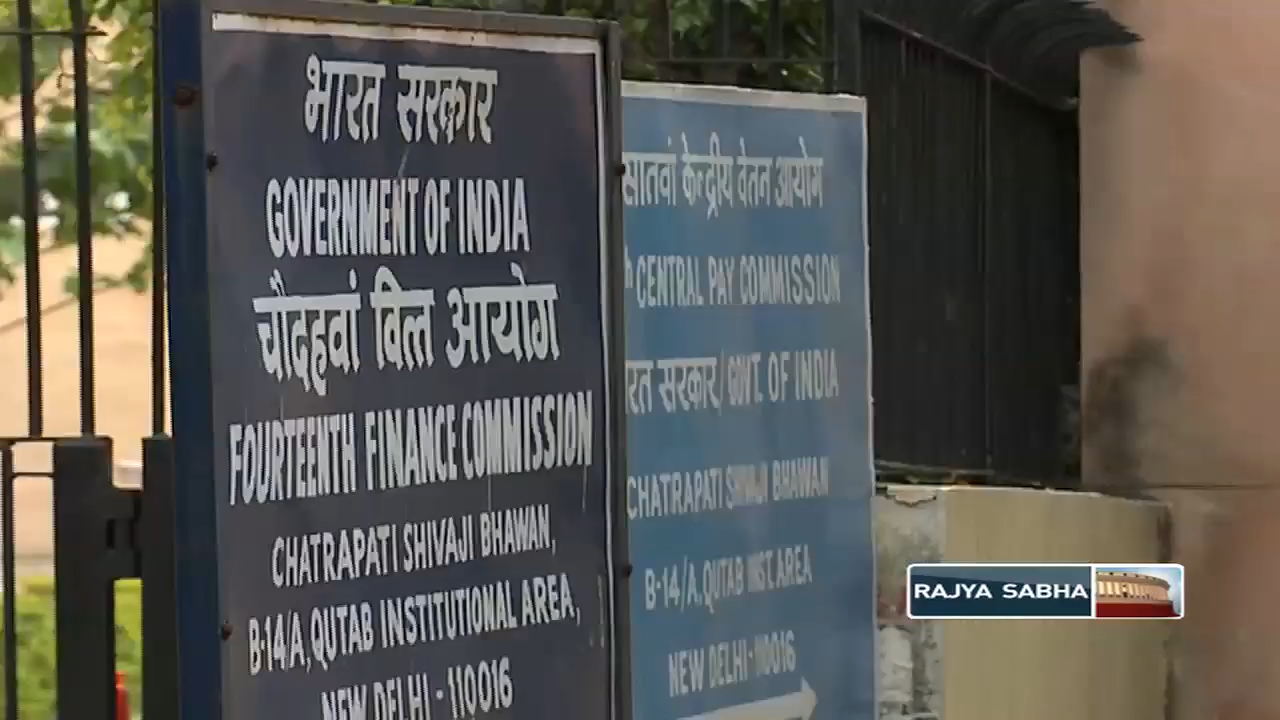 भारत सरकार
GOVERNMENT OF INDIA
चौदहवां वित्त आयोग
FOURTEENTH FINANCE COMMISSION
CHATRAPATI SHIVAJI BHAWAN,
B-14/A, QUTAB INSTITUTIONAL AREA,
NEW DELHI - 110016
सातवां केन्द्रीय वेतन आयोग
CENTRAL PAY COMMISSION
सरकार/GOVT. OF INDIA
CHATRAPATI SHIVAJI BHAWAN
B-14/A, QUTAB INST. AREA
NEW DELHI-110016
RAJYA SABHA